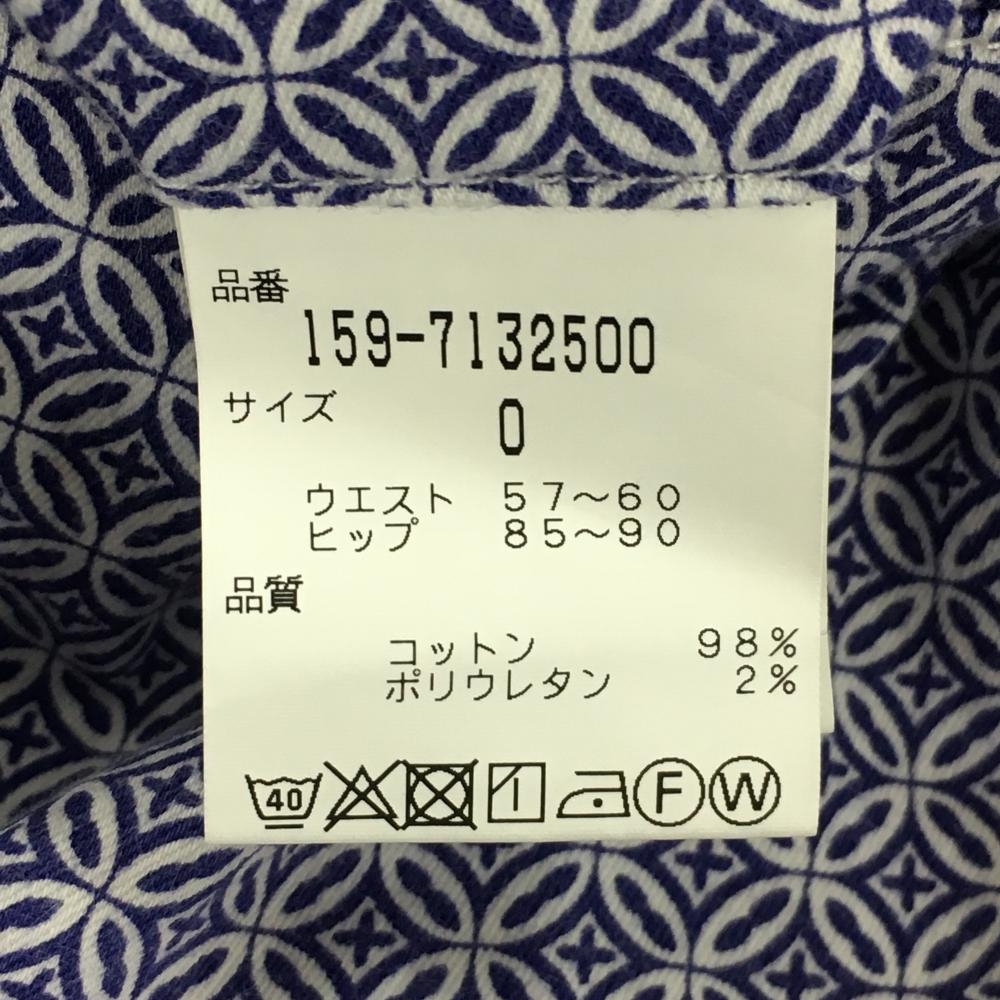 品番
159-7132500
サイズ
0
ウエスト 57〜60
ヒップ 85〜90
品質
コットン 98%
ポリウレタン 2%
40 F W